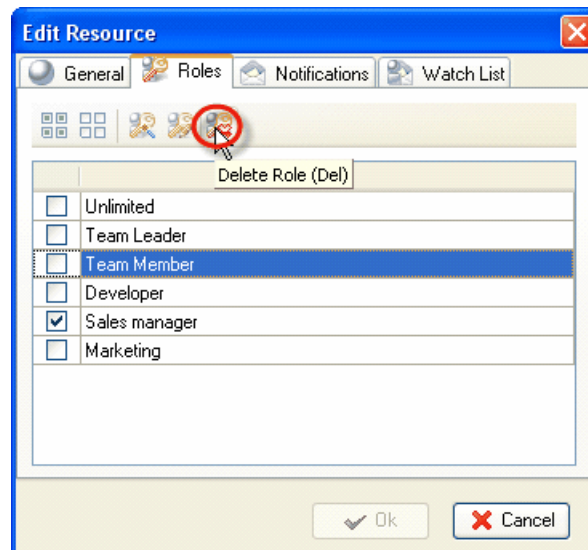 Edit Resource
General Roles Notifications Watch List
Delete Role (Del)
Unlimited
Team Leader
Team Member
Developer
Sales manager
Marketing
Ok Cancel